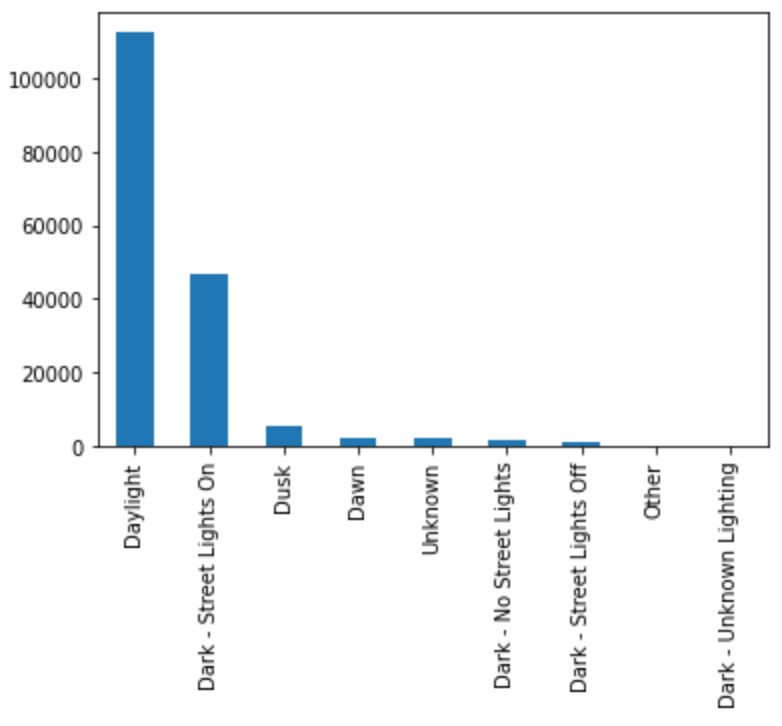 100000
80000
60000
40000
20000
0
Daylight
Dark - Street Lights On
Dusk
Dawn
Unknown
Dark - No Street Lights
Dark - Street Lights Off
Other
Dark - Unknown Lighting